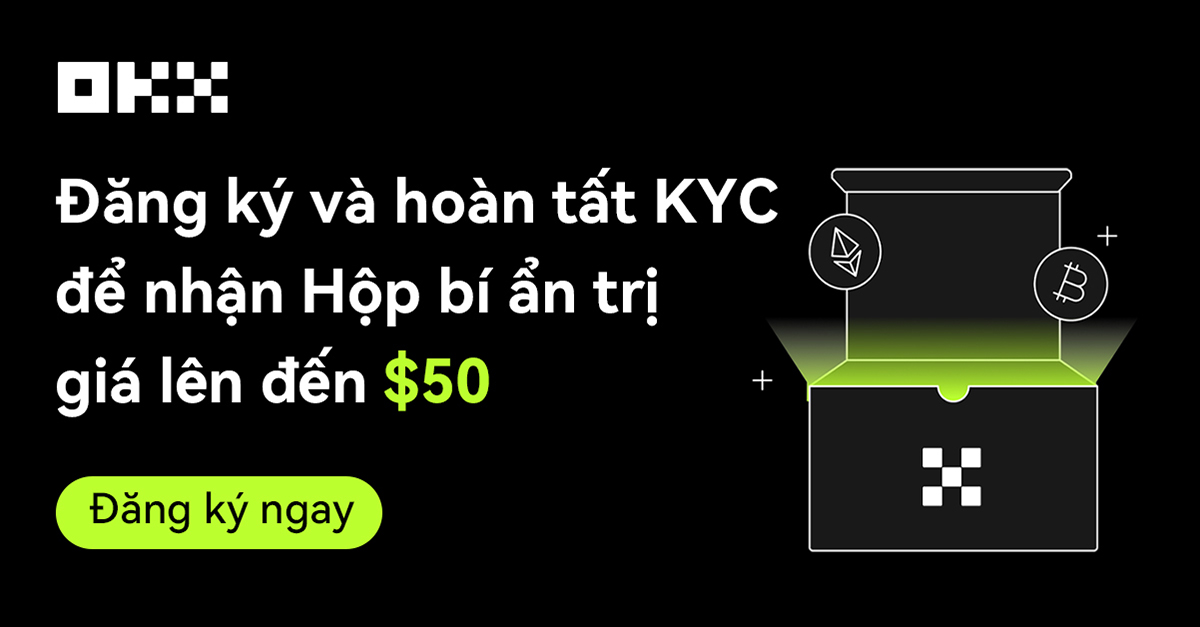 OKX
Đăng ký và hoàn tất KYC
để nhận Hộp bí ẩn trị
giá lên đến $50
Đăng ký ngay